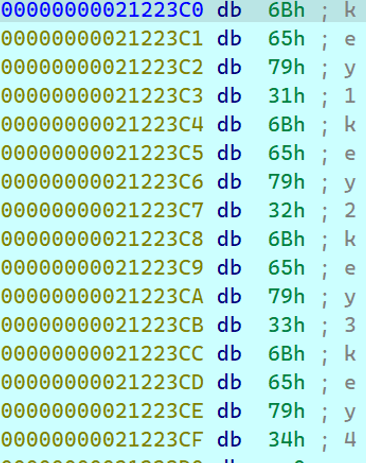 00000000021223C0 db 6Bh ; k
00000000021223C1 db 65h ; e
00000000021223C2 db 79h ; y
00000000021223C3 db 31h ; 1
00000000021223C4 db 6Bh ; k
00000000021223C5 db 65h ; e
00000000021223C6 db 79h ; y
00000000021223C7 db 32h ; 2
00000000021223C8 db 6Bh ; k
00000000021223C9 db 65h ; e
00000000021223CA db 79h ; y
00000000021223CB db 33h ; 3
00000000021223CC db 6Bh ; k
00000000021223CD db 65h ; e
00000000021223CE db 79h ; y
00000000021223CF db 34h ; 4